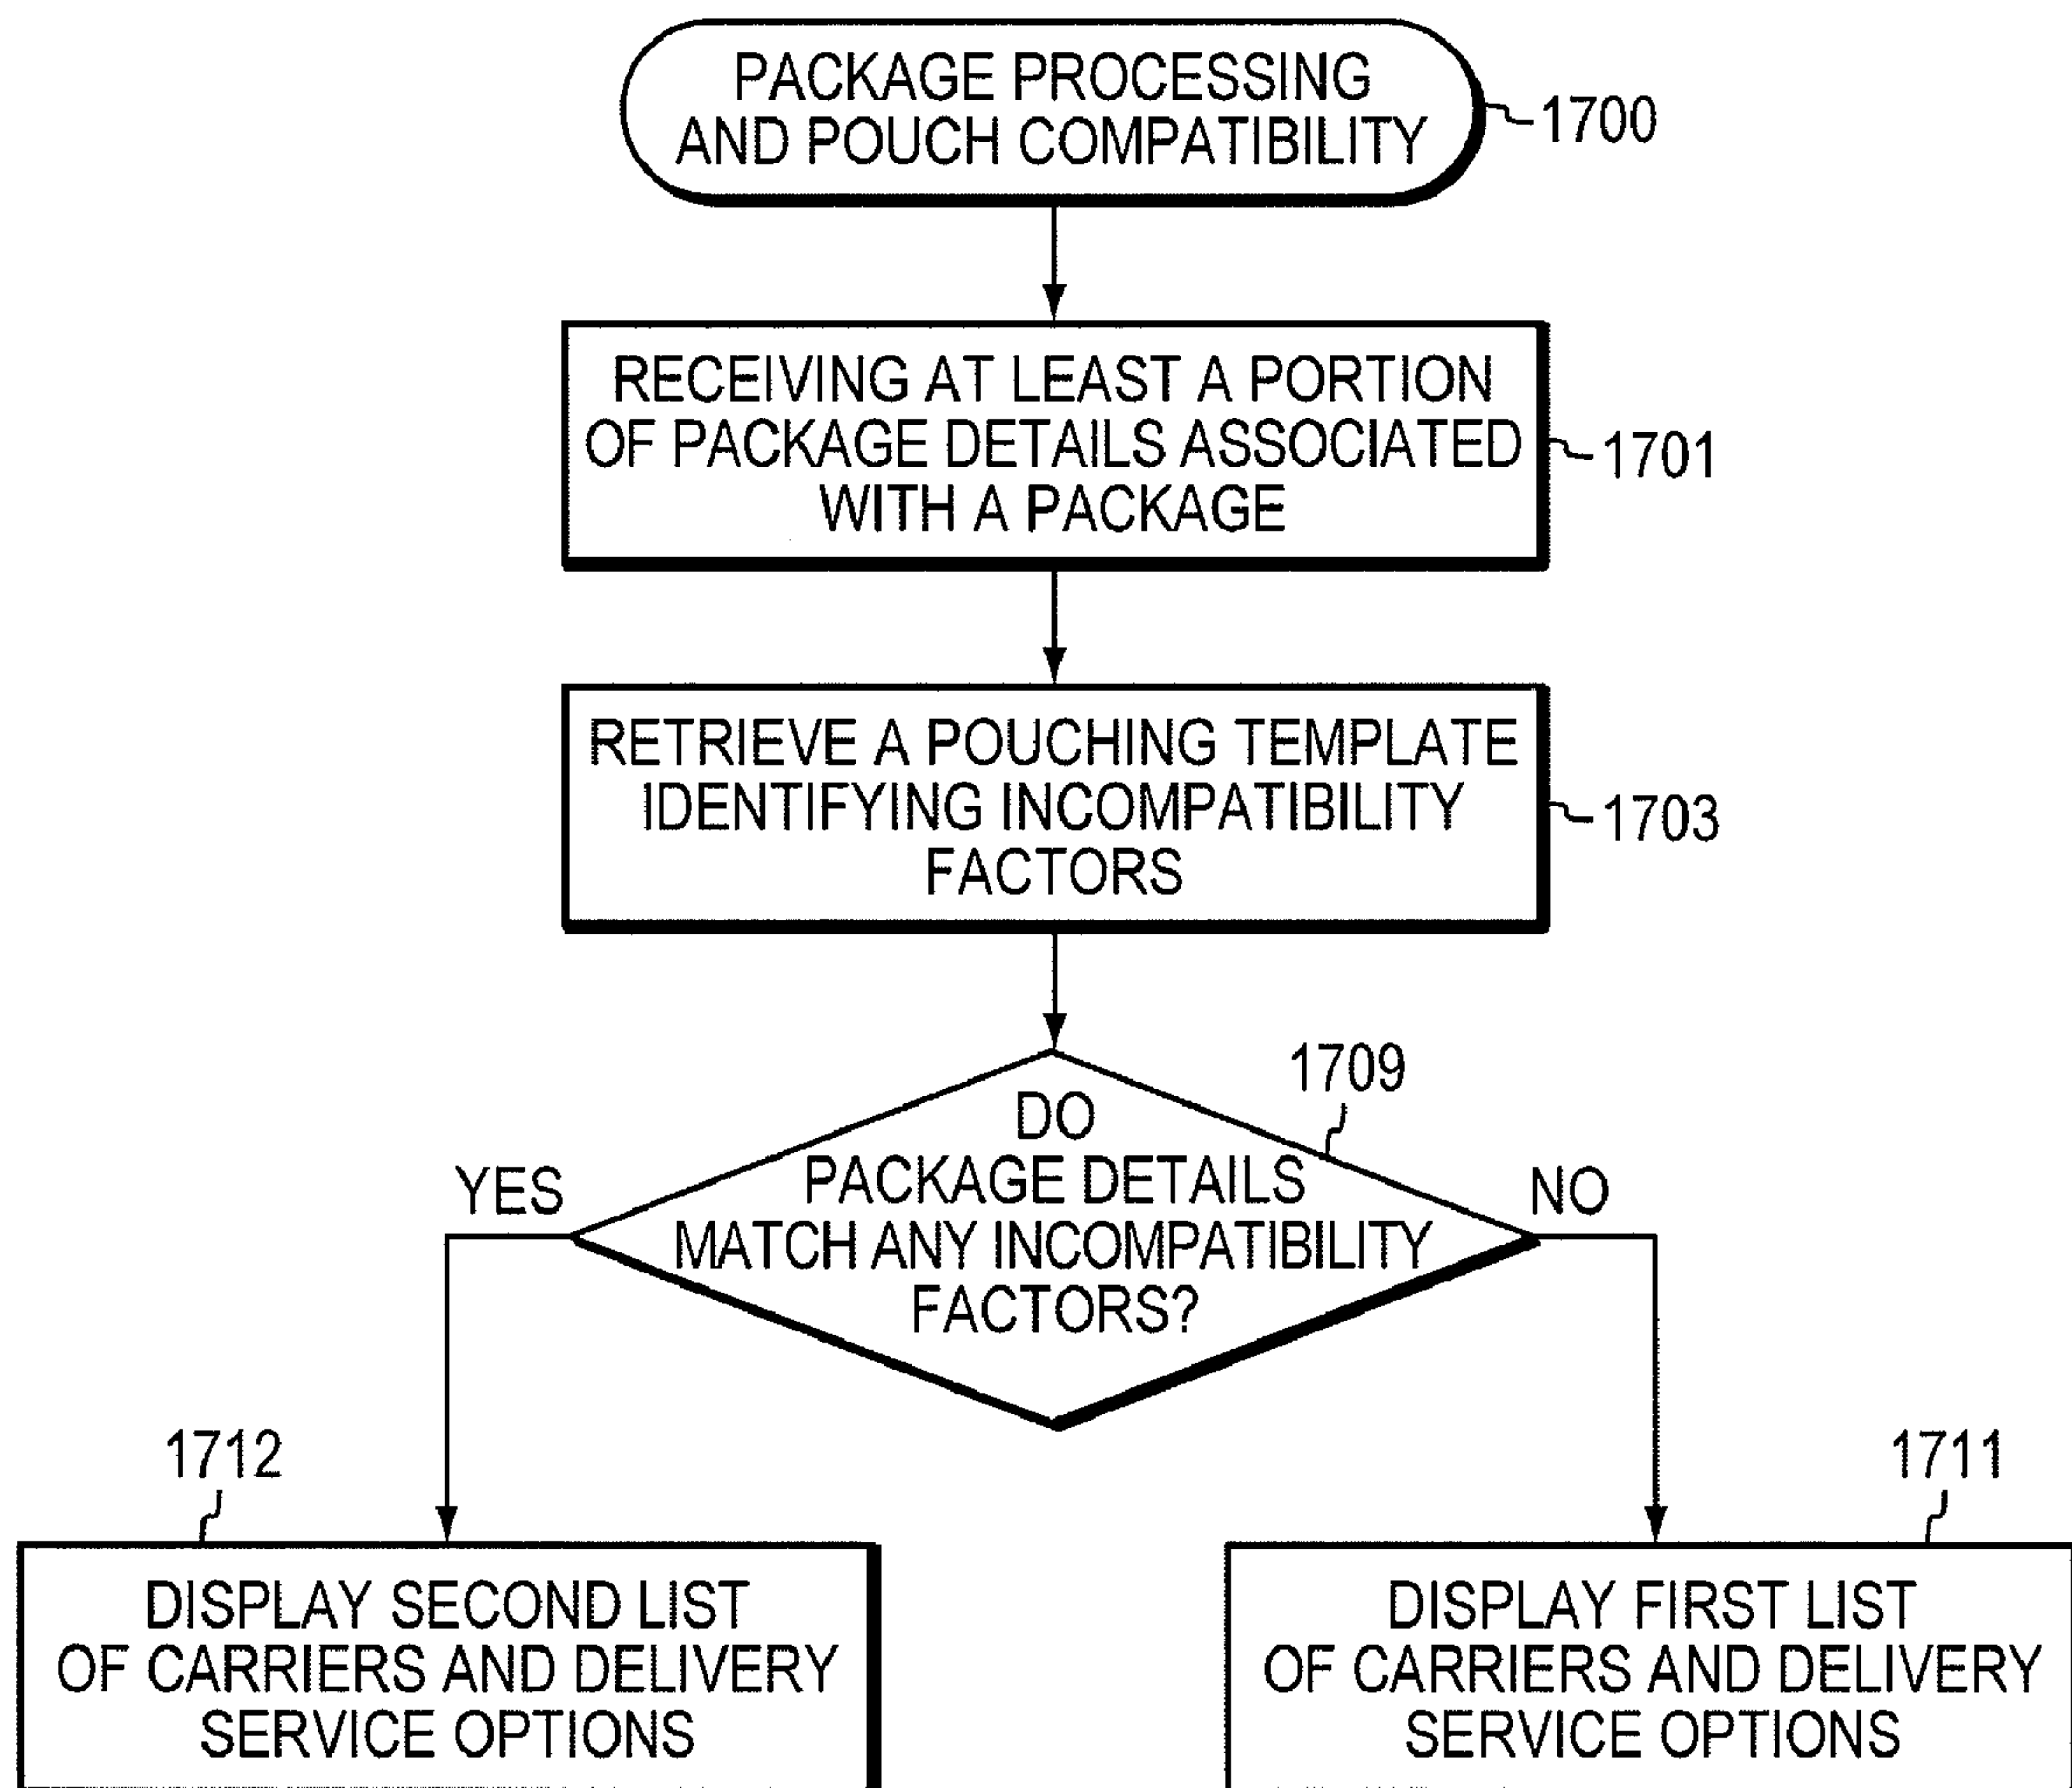 PACKAGE PROCESSING
AND POUCH COMPATIBILITY
1700
RECEIVING AT LEAST A PORTION
OF PACKAGE DETAILS ASSOCIATED
WITH A PACKAGE
1701
RETRIEVE A POUCHING TEMPLATE
IDENTIFYING INCOMPATIBILITY
FACTORS
1703
1709
DO
PACKAGE DETAILS
MATCH ANY INCOMPATIBILITY
FACTORS?
YES
NO
1712
DISPLAY SECOND LIST
OF CARRIERS AND DELIVERY
SERVICE OPTIONS
1711
DISPLAY FIRST LIST
OF CARRIERS AND DELIVERY
SERVICE OPTIONS